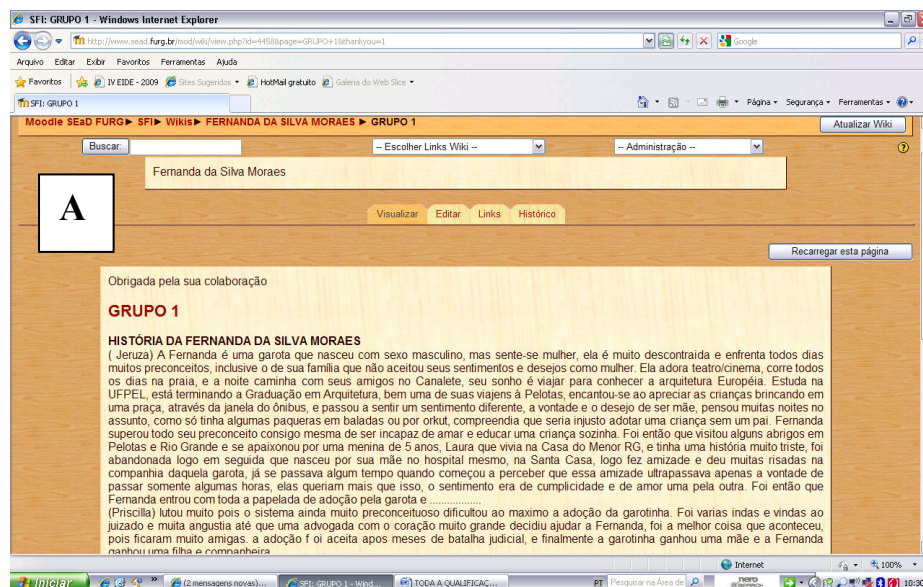 SFI: GRUPO 1 - Windows Internet Explorer
http://www.sead.furg.br/mod/wiki/view.php?id=4458&page=GRUPO+1&thankyou=1
Google
Arquivo Editar Exibir Favoritos Ferramentas Ajuda
Favoritos IV EIDE - 2009 Sites Sugeridos HotMail gratuito Galeria do Web Slice
SFI: GRUPO 1 Página Segurança Ferramentas
Moodle SEaD FURG► SFI► Wikis► FERNANDA DA SILVA MORAES ► GRUPO 1 Atualizar Wiki
Buscar: -- Escolher Links Wiki -- -- Administração --
Fernanda da Silva Moraes
A
Visualizar Editar Links Histórico
Recarregar esta página
Obrigada pela sua colaboração
GRUPO 1
HISTÓRIA DA FERNANDA DA SILVA MORAES
( Jeruza) A Fernanda é uma garota que nasceu com sexo masculino, mas sente-se mulher, ela é muito descontraida e enfrenta todos dias
muitos preconceitos, inclusive o de sua família que não aceitou seus sentimentos e desejos como mulher. Ela adora teatro/cinema, corre todos
os dias na praia, e a noite caminha com seus amigos no Canalete, seu sonho é viajar para conhecer a arquitetura Européia. Estuda na
UFPEL, está terminando a Graduação em Arquitetura, bem uma de suas viajens à Pelotas, encantou-se ao apreciar as crianças brincando em
uma praça, através da janela do ônibus, e passou a sentir um sentimento diferente, a vontade e o desejo de ser mãe, pensou muitas noites no
assunto, como só tinha algumas paqueras em baladas ou por orkut, compreendia que seria injusto adotar uma criança sem um pai. Fernanda
superou todo seu preconceito consigo mesma de ser incapaz de amar e educar uma criança sozinha. Foi então que visitou alguns abrigos em
Pelotas e Rio Grande e se apaixonou por uma menina de 5 anos, Laura que vivia na Casa do Menor RG, e tinha uma história muito triste, foi
abandonada logo em seguida que nasceu por sua mãe no hospital mesmo, na Santa Casa, logo fez amizade e deu muitas risadas na
companhia daquela garota, já se passava algum tempo quando começou a perceber que essa amizade ultrapassava apenas a vontade de
passar somente algumas horas, elas queriam mais que isso, o sentimento era de cumplicidade e de amor uma pela outra. Foi então que
Fernanda entrou com toda a papelada de adoção pela garota e .................
(Priscilla) lutou muito pois o sistema ainda muito preconceituoso dificultou ao maximo a adoção da garotinha. Foi varias indas e vindas ao
juizado e muita angustia até que uma advogada com o coração muito grande decidiu ajudar a Fernanda, foi a melhor coisa que aconteceu,
pois ficaram muito amigas. a adoção f oi aceita apos meses de batalha judicial, e finalmente a garotinha ganhou uma mãe e a Fernanda
ganhou uma filha e companheira
Internet 100%
Iniciar (2 mensagens novas)... SFI: GRUPO 1 - Wind... TODA A QUALIFICAÇ... PT Pesquisar na Área de nero 10:3